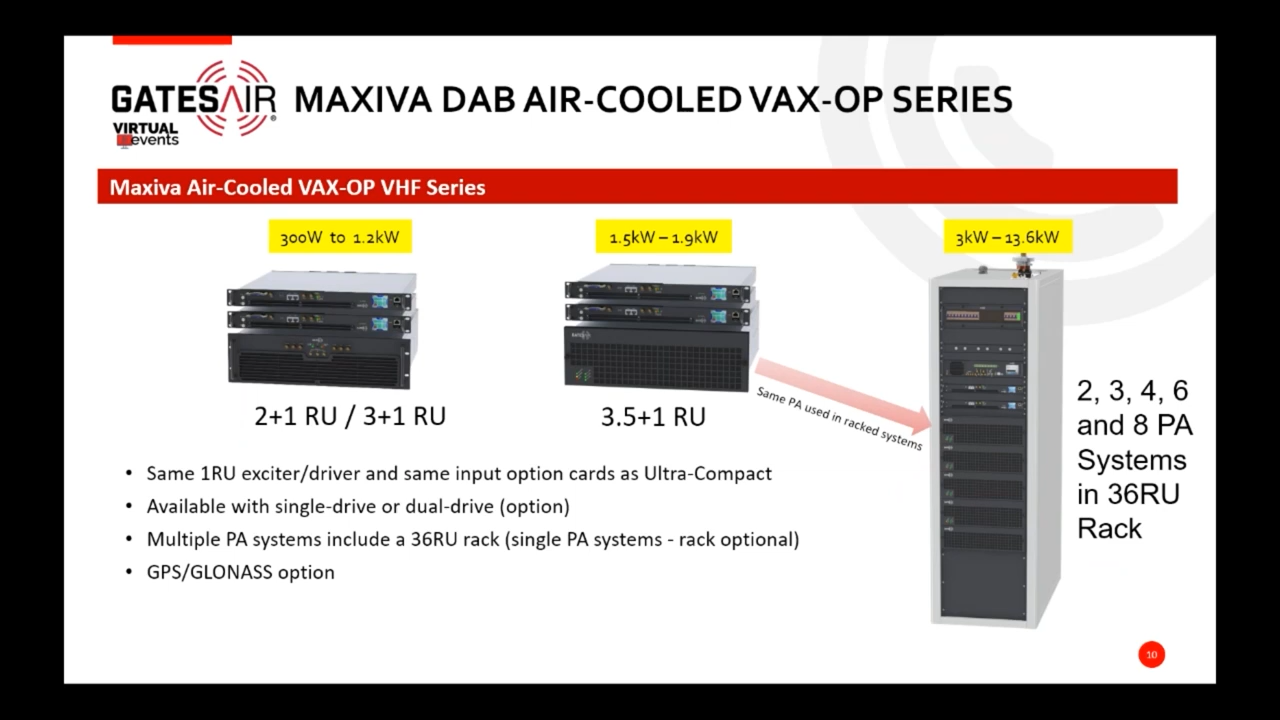 GATESAIR
VIRTUAL
events
MAXIVA DAB AIR-COOLED VAX-OP SERIES
Maxiva Air-Cooled VAX-OP VHF Series
300W to 1.2kW
1.5kW – 1.9kW
3kW – 13.6kW
2+1 RU / 3+1 RU
3.5+1 RU
Same PA used in racked systems
2, 3, 4, 6
and 8 PA
Systems
in 36RU
Rack
• Same 1RU exciter/driver and same input option cards as Ultra-Compact
• Available with single-drive or dual-drive (option)
• Multiple PA systems include a 36RU rack (single PA systems - rack optional)
• GPS/GLONASS option
10